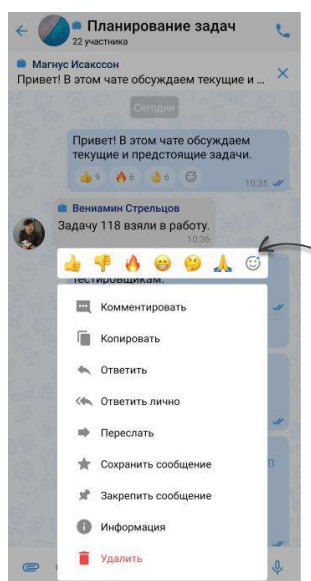 Планирование задач
22 участника
Магнус Исакссон
Привет! В этом чате обсуждаем текущие и ...
Сегодня
Привет! В этом чате обсуждаем
текущие и предстоящие задачи.
9 6 6
10:35
Вениамин Стрельцов
Задачу 118 взяли в работу.
10:36
тестировщикам.
Комментировать
Копировать
Ответить
Ответить лично
Переслать
Сохранить сообщение
Закрепить сообщение
Информация
Удалить